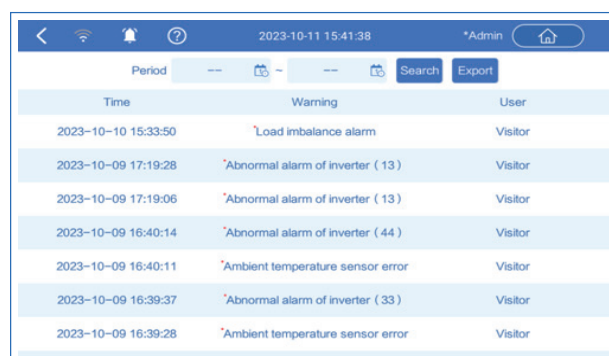 2023-10-11 15:41:38 *Admin
Period -- ~ -- Search Export
Time Warning User
2023-10-10 15:33:50 *Load imbalance alarm Visitor
2023-10-09 17:19:28 *Abnormal alarm of inverter ( 13 ) Visitor
2023-10-09 17:19:06 *Abnormal alarm of inverter ( 13 ) Visitor
2023-10-09 16:40:14 *Abnormal alarm of inverter ( 44 ) Visitor
2023-10-09 16:40:11 *Ambient temperature sensor error Visitor
2023-10-09 16:39:37 *Abnormal alarm of inverter ( 33 ) Visitor
2023-10-09 16:39:28 *Ambient temperature sensor error Visitor